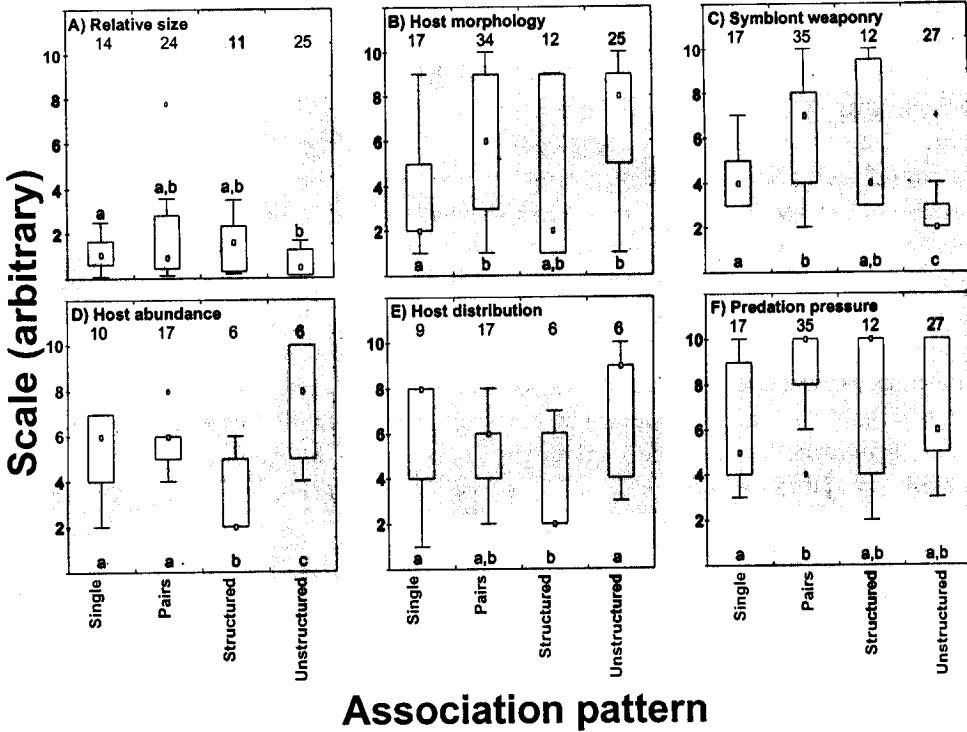 Scale (arbitrary)
A) Relative size
14 24 11 25
10
8
6
4
2
a a,b a,b b
B) Host morphology
17 34 12 25
10
8
6
4
2
a b a,b b
C) Symbiont weaponry
17 35 12 27
10
8
6
4
2
a b a,b c
D) Host abundance
10 17 6 6
10
8
6
4
2
a a b c
Single Pairs Structured Unstructured
E) Host distribution
9 17 6 6
10
8
6
4
2
a a,b b a
Single Pairs Structured Unstructured
F) Predation pressure
17 35 12 27
10
8
6
4
2
a b a,b a,b
Single Pairs Structured Unstructured
Association pattern